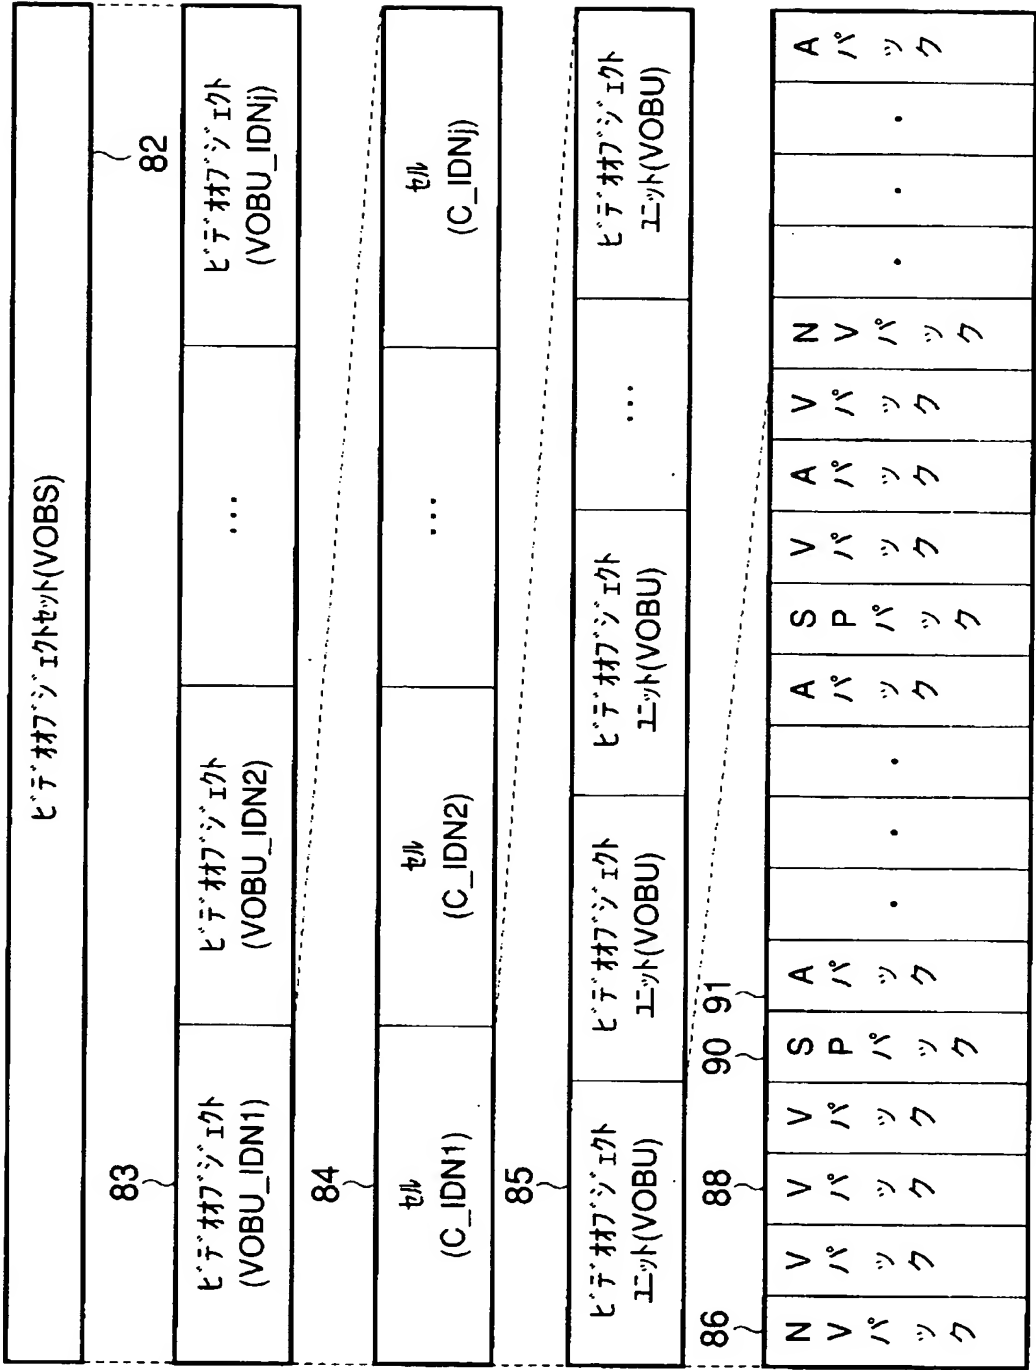 ビデオオブジェクトセット(VOBS)
82
83
ビデオオブジェクト
(VOBU_IDN1)
ビデオオブジェクト
(VOBU_IDN2)
...
ビデオオブジェクト
(VOBU_IDNj)
84
セル
(C_IDN1)
セル
(C_IDN2)
...
セル
(C_IDNj)
85
ビデオオブジェクト
ユニット(VOBU)
ビデオオブジェクト
ユニット(VOBU)
ビデオオブジェクト
ユニット(VOBU)
...
ビデオオブジェクト
ユニット(VOBU)
86
88
90
91
NVパック
Vパック
Vパック
Vパック
SPパック
Aパック
・
・
・
Aパック
SPパック
Vパック
Aパック
Vパック
NVパック
・
・
・
Aパック